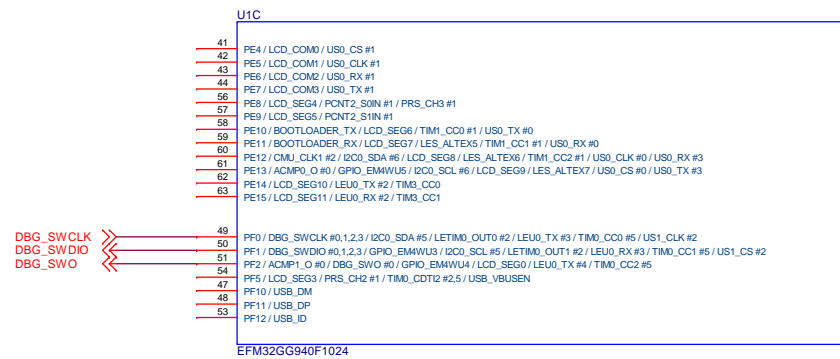 U1C
41 PE4 / LCD_COM0 / US0_CS #1
42 PE5 / LCD_COM1 / US0_CLK #1
43 PE6 / LCD_COM2 / US0_RX #1
44 PE7 / LCD_COM3 / US0_TX #1
56 PE8 / LCD_SEG4 / PCNT2_S0IN #1 / PRS_CH3 #1
57 PE9 / LCD_SEG5 / PCNT2_S1IN #1
58 PE10 / BOOTLOADER_TX / LCD_SEG6 / TIM1_CC0 #1 / US0_TX #0
59 PE11 / BOOTLOADER_RX / LCD_SEG7 / LES_ALTEX5 / TIM1_CC1 #1 / US0_RX #0
60 PE12 / CMU_CLK1 #2 / I2C0_SDA #6 / LCD_SEG8 / LES_ALTEX6 / TIM1_CC2 #1 / US0_CLK #0 / US0_RX #3
61 PE13 / ACMP0_O #0 / GPIO_EM4WU5 / I2C0_SCL #6 / LCD_SEG9 / LES_ALTEX7 / US0_CS #0 / US0_TX #3
62 PE14 / LCD_SEG10 / LEU0_TX #2 / TIM3_CC0
63 PE15 / LCD_SEG11 / LEU0_RX #2 / TIM3_CC1
DBG_SWCLK 49 PF0 / DBG_SWCLK #0,1,2,3 / I2C0_SDA #5 / LETIM0_OUT0 #2 / LEU0_TX #3 / TIM0_CC0 #5 / US1_CLK #2
DBG_SWDIO 50 PF1 / DBG_SWDIO #0,1,2,3 / GPIO_EM4WU3 / I2C0_SCL #5 / LETIM0_OUT1 #2 / LEU0_RX #3 / TIM0_CC1 #5 / US1_CS #2
DBG_SWO 51 PF2 / ACMP1_O #0 / DBG_SWO #0 / GPIO_EM4WU4 / LCD_SEG0 / LEU0_TX #4 / TIM0_CC2 #5
54 PF5 / LCD_SEG3 / PRS_CH2 #1 / TIM0_CDTI2 #2,5 / USB_VBUSEN
47 PF10 / USB_DM
48 PF11 / USB_DP
53 PF12 / USB_ID
EFM32GG940F1024